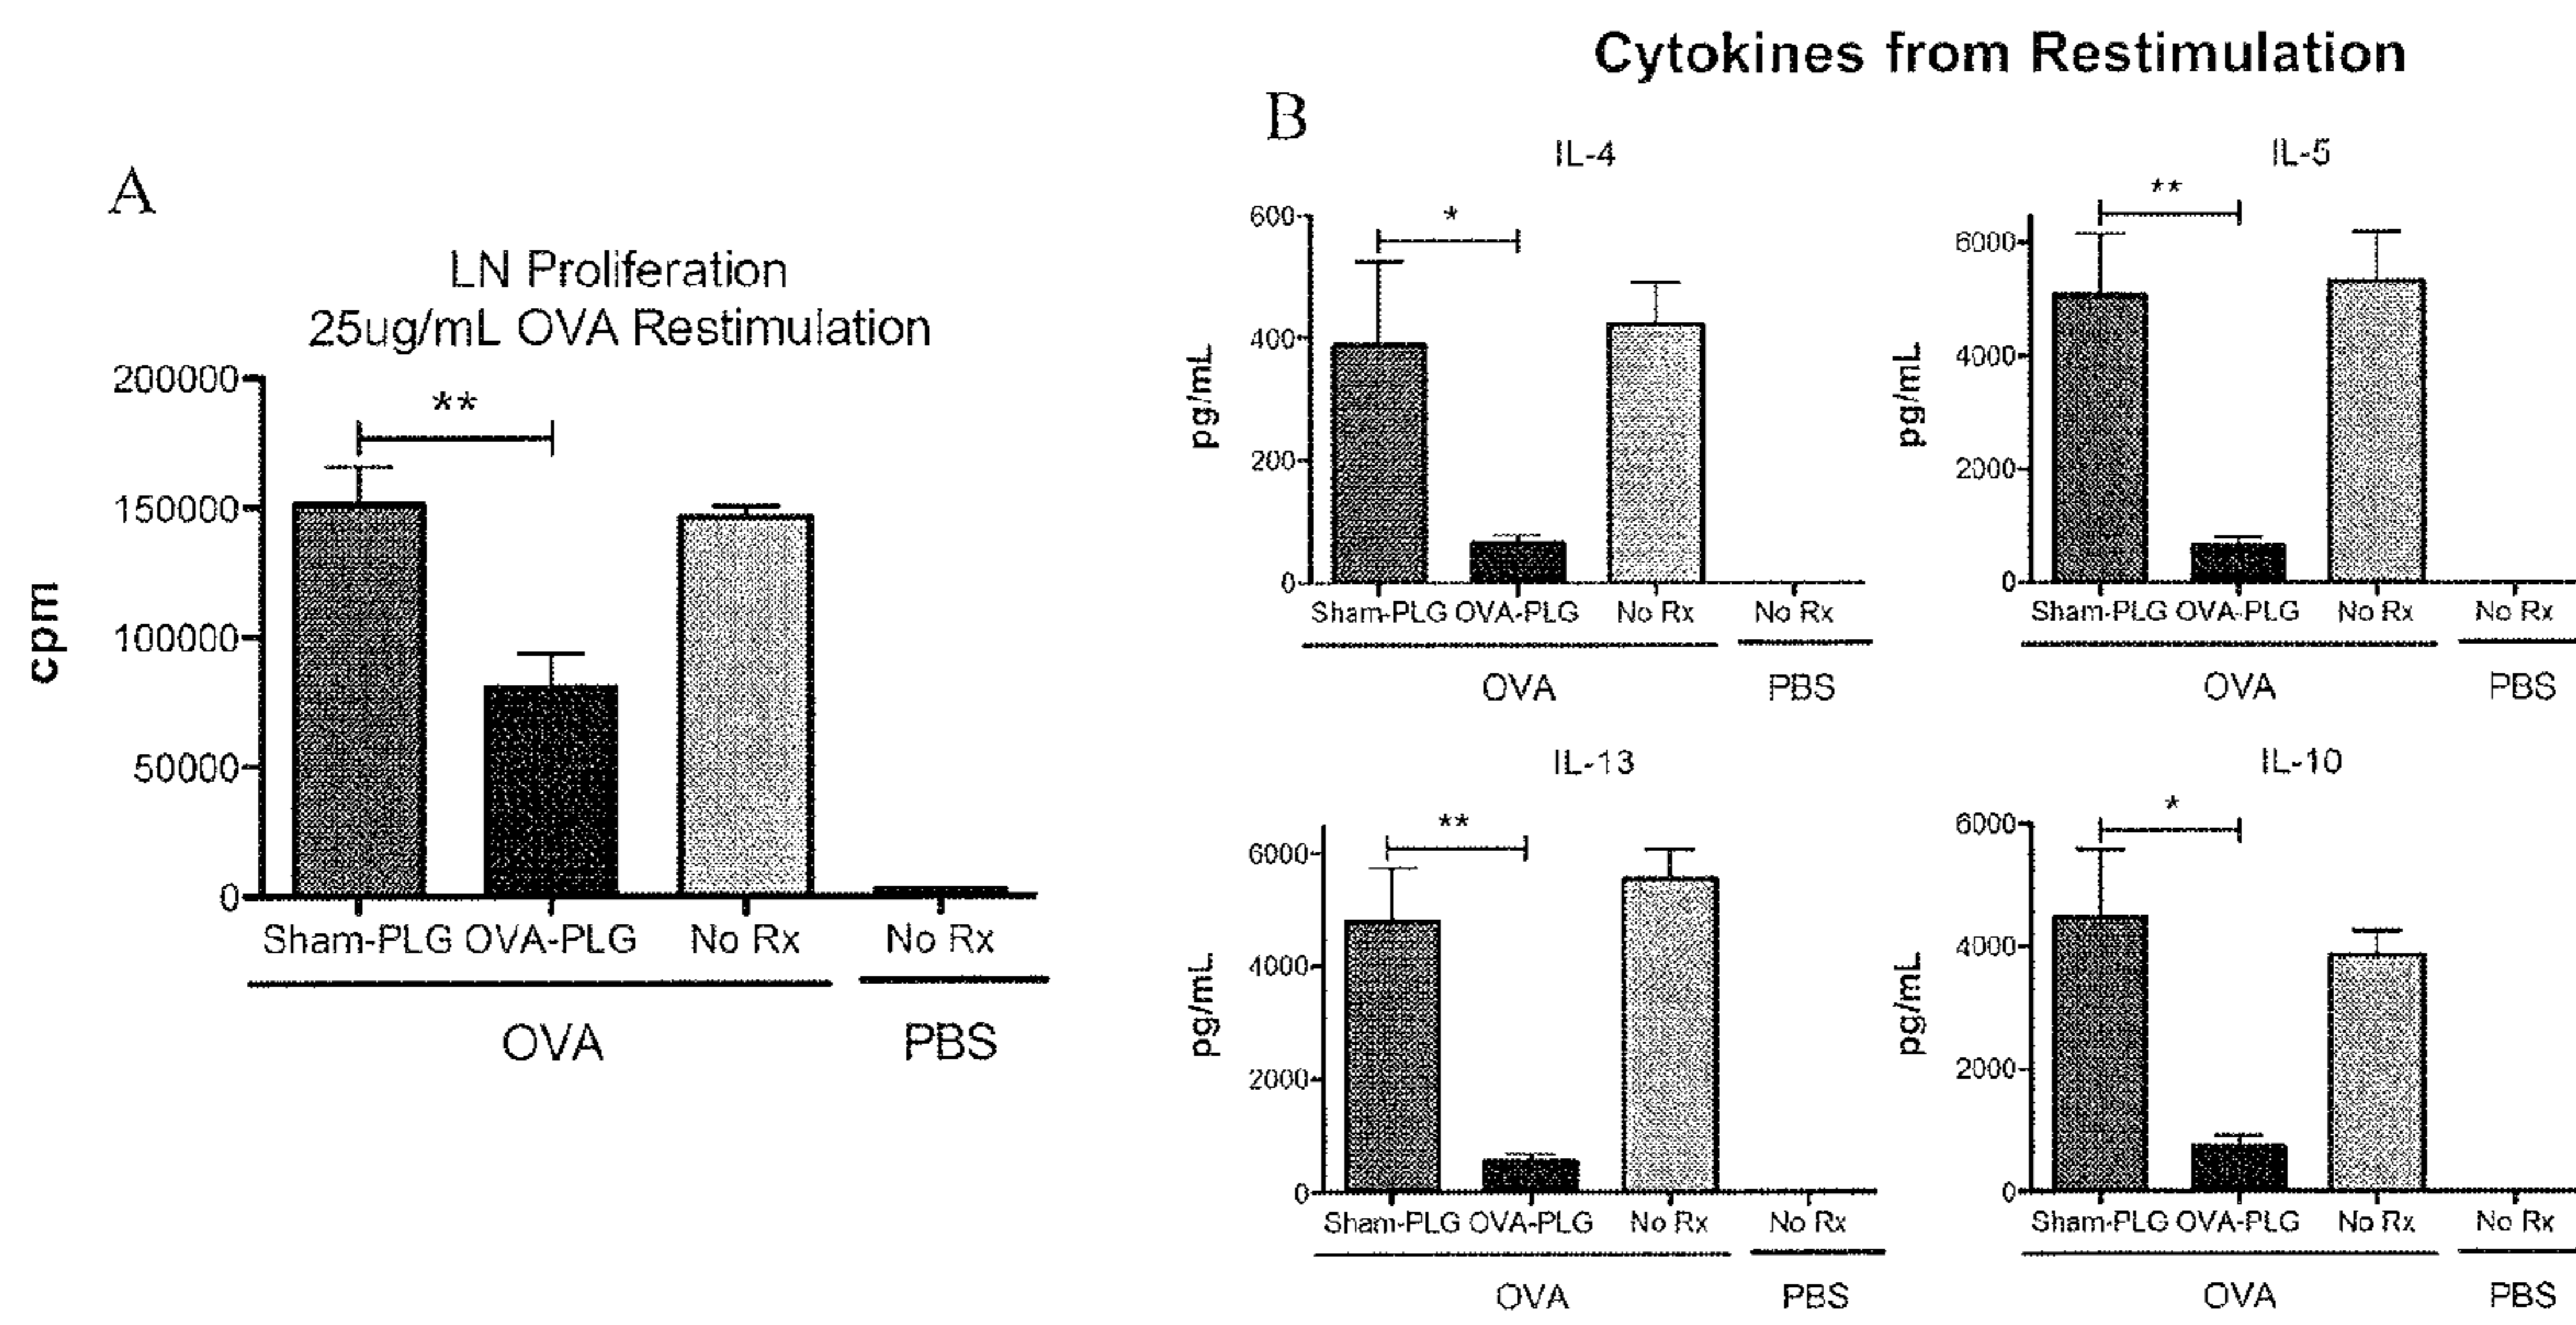 Cytokines from Restimulation
A
LN Proliferation
25ug/mL OVA Restimulation
cpm
200000
150000
100000
50000
0
**
Sham-PLG OVA-PLG No Rx No Rx
OVA PBS
B
IL-4
pg/mL
600
400
200
0
*
Sham-PLG OVA-PLG No Rx No Rx
OVA PBS
IL-5
pg/mL
6000
4000
2000
0
**
Sham-PLG OVA-PLG No Rx No Rx
OVA PBS
IL-13
pg/mL
6000
4000
2000
0
**
Sham-PLG OVA-PLG No Rx No Rx
OVA PBS
IL-10
pg/mL
6000
4000
2000
0
*
Sham-PLG OVA-PLG No Rx No Rx
OVA PBS